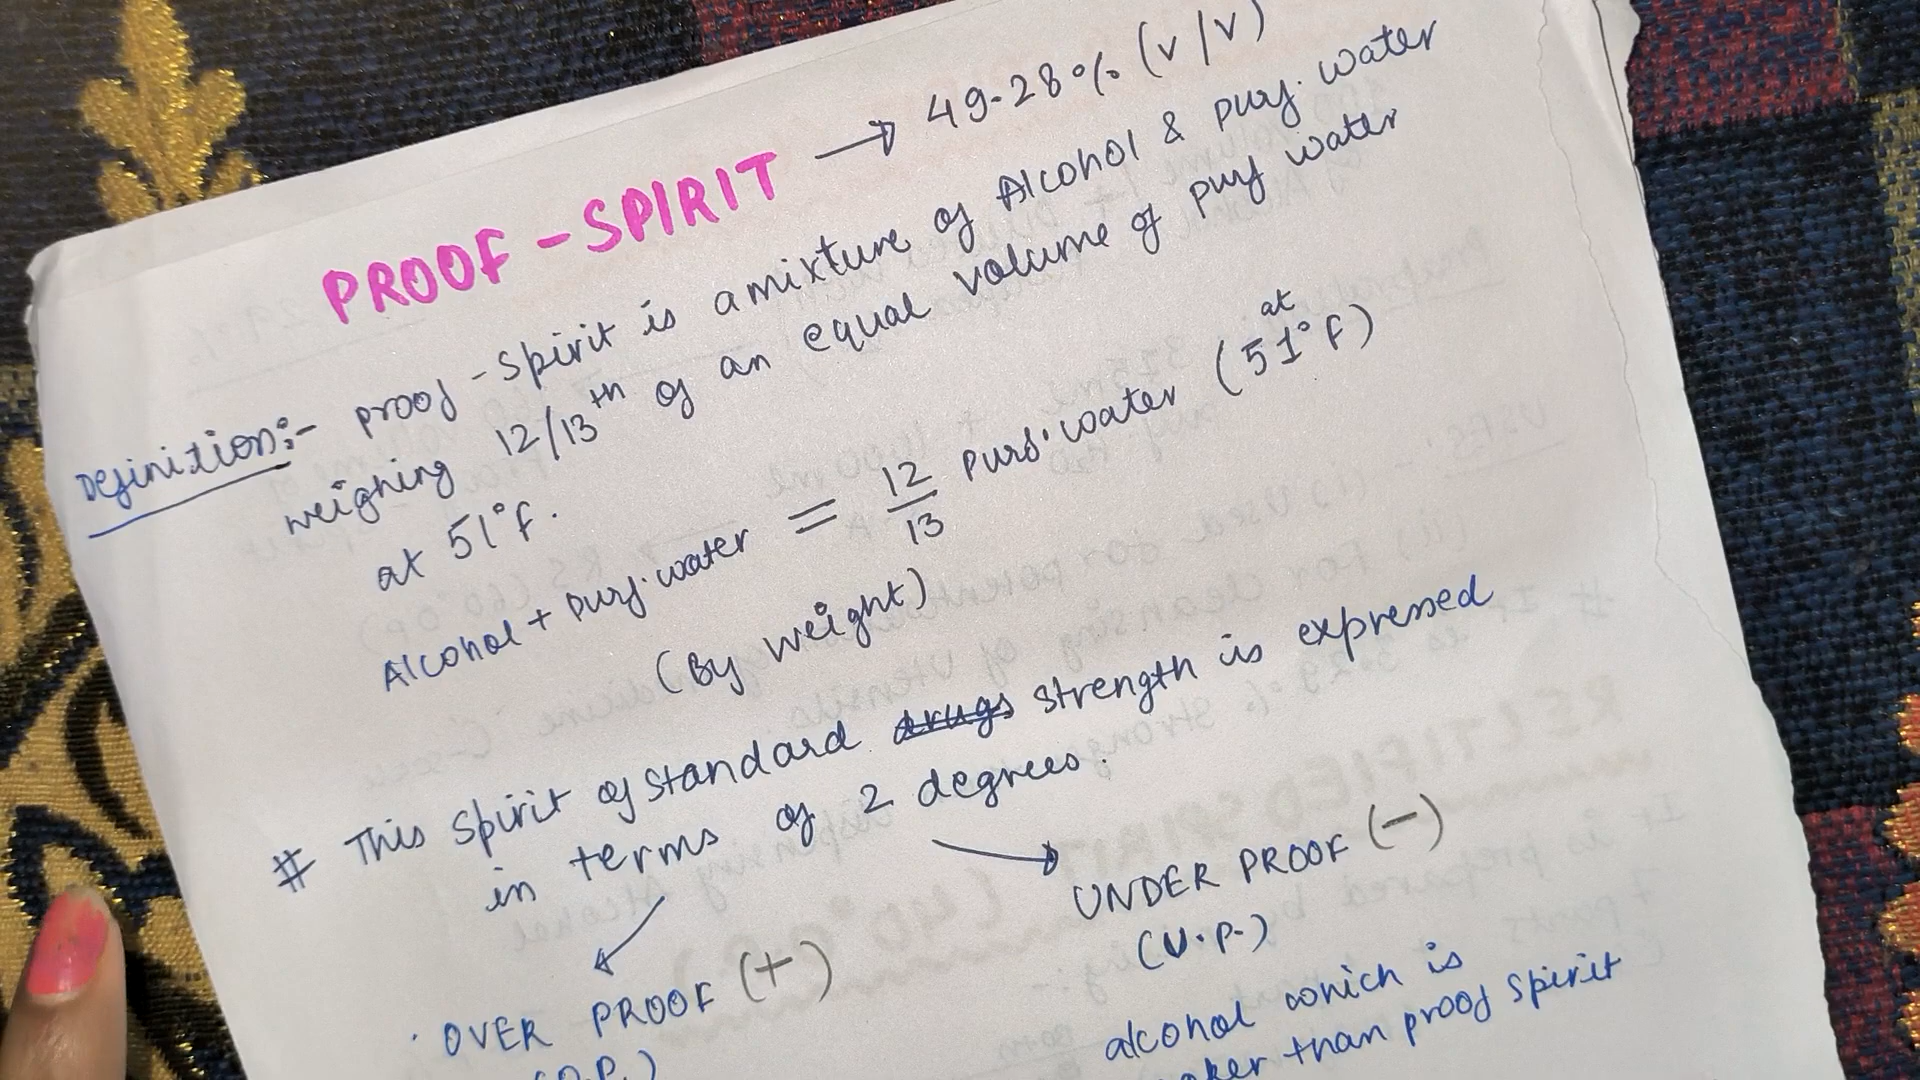 PROOF-SPIRIT → 49.28% (v/v)
Definition:- proof-spirit is a mixture of Alcohol & purf. water
weighing 12/13th of an equal volume of purf water
at 51°F.
Alcohol + purf. water = 12/13 purf. water (at 51°F)
(By weight)
# This spirit of standard drugs strength is expressed
in terms of 2 degrees.
UNDER PROOF (-)
(U.P.)
alcohol which is
than proof spirit
OVER PROOF (+)
(O.P.)